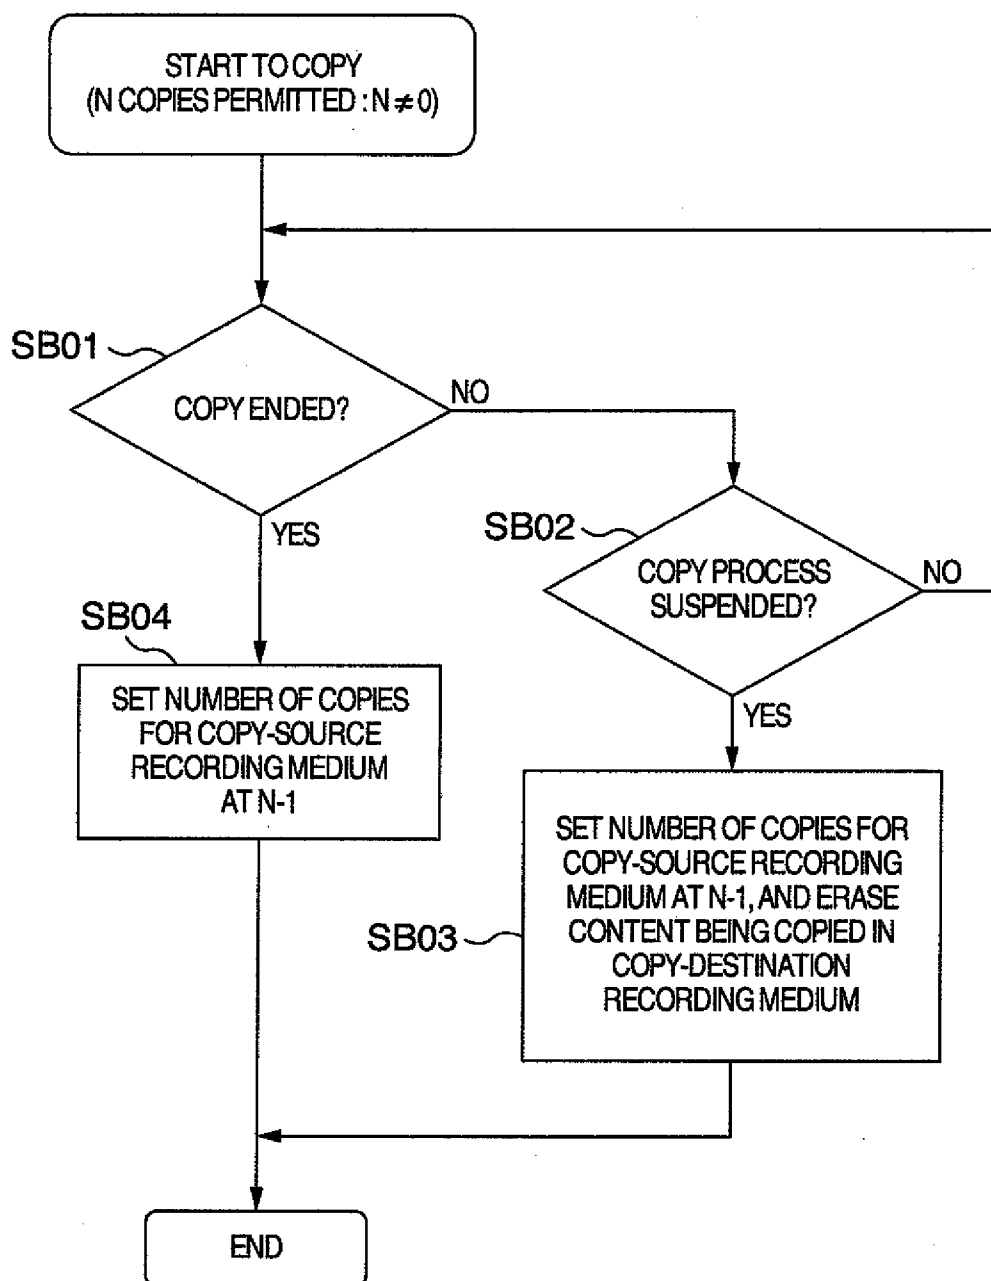 START TO COPY
(N COPIES PERMITTED : N ≠ 0)
SB01
COPY ENDED?
NO
YES
SB02
COPY PROCESS
SUSPENDED?
NO
YES
SB04
SET NUMBER OF COPIES
FOR COPY-SOURCE
RECORDING MEDIUM
AT N-1
SB03
SET NUMBER OF COPIES FOR
COPY-SOURCE RECORDING
MEDIUM AT N-1, AND ERASE
CONTENT BEING COPIED IN
COPY-DESTINATION
RECORDING MEDIUM
END